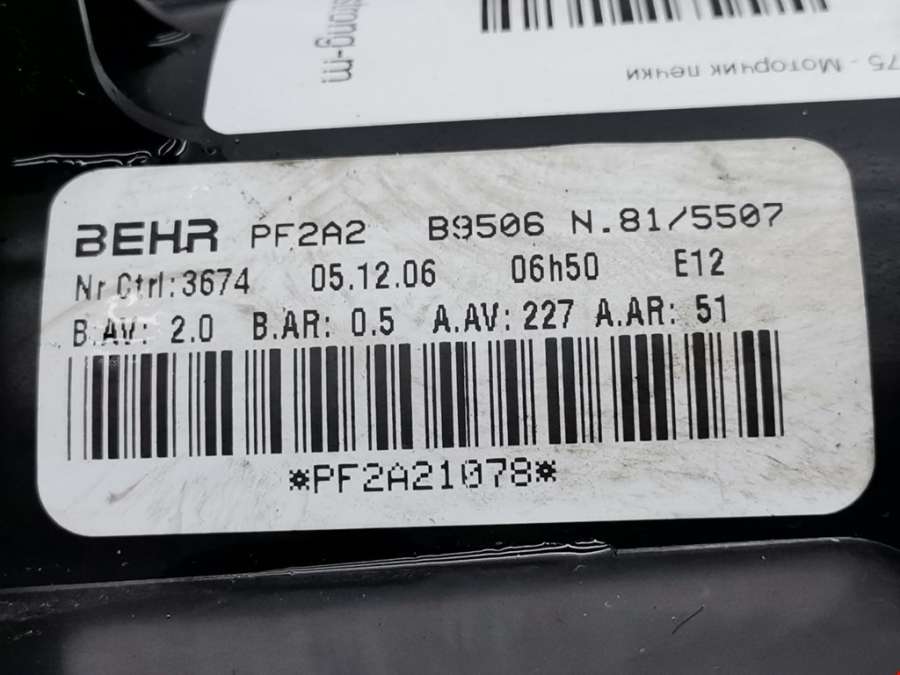 strong-m
75 - Моторчик печки
BEHR PF2A2 B9506 N.81/5507
Nr Ctrl:3674 05.12.06 06h50 E12
B.AV: 2.0 B.AR: 0.5 A.AV: 227 A.AR: 51
*PF2A21078*